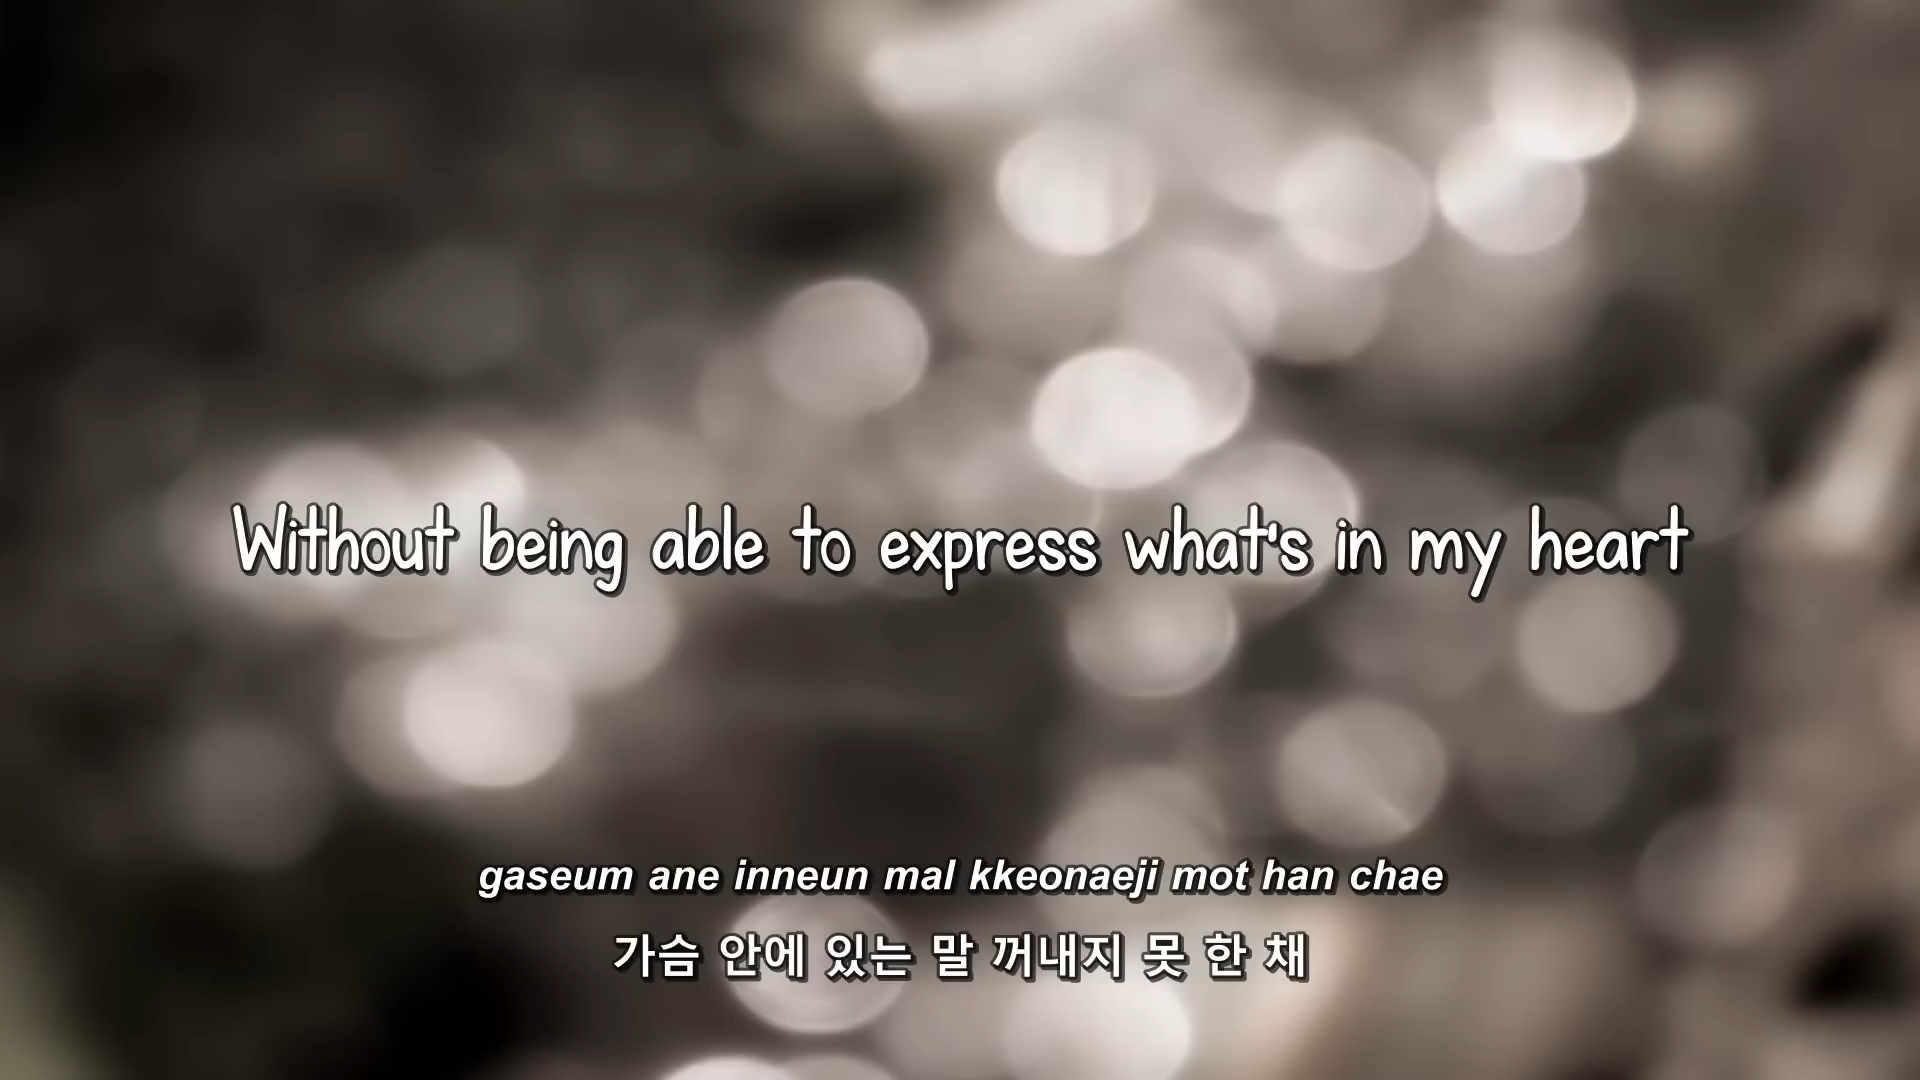 Without being able to express what's in my heart
gaseum ane inneun mal kkeonaeji mot han chae
가슴 안에 있는 말 꺼내지 못 한 채